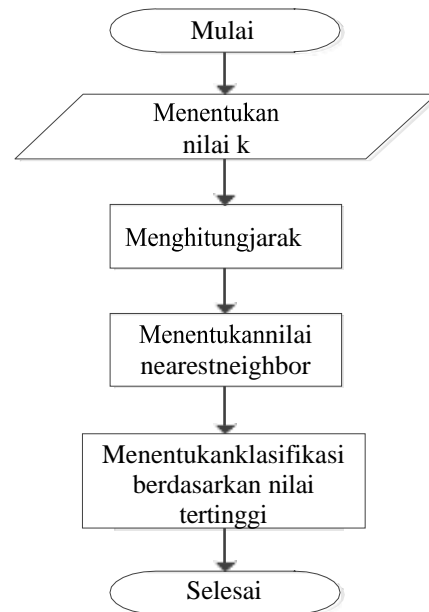 Mulai
Menentukan
nilai k
Menghitungjarak
Menentukannilai
nearestneighbor
Menentukanklasifikasi
berdasarkan nilai
tertinggi
Selesai